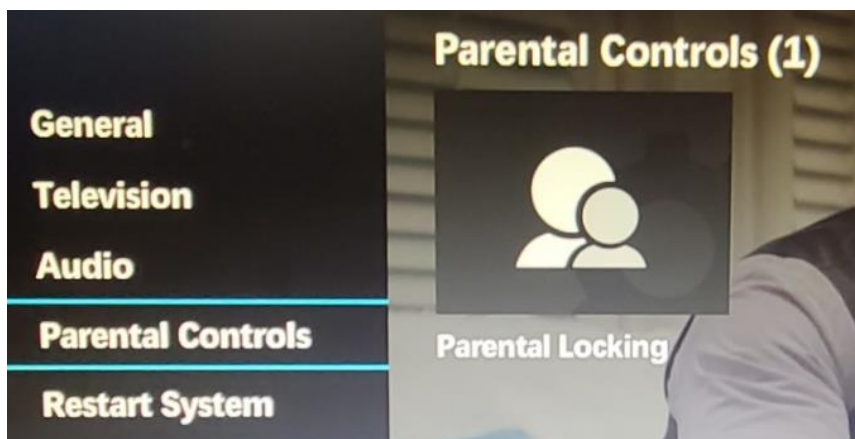 Parental Controls (1)
General
Television
Audio
Parental Controls
Restart System
Parental Locking